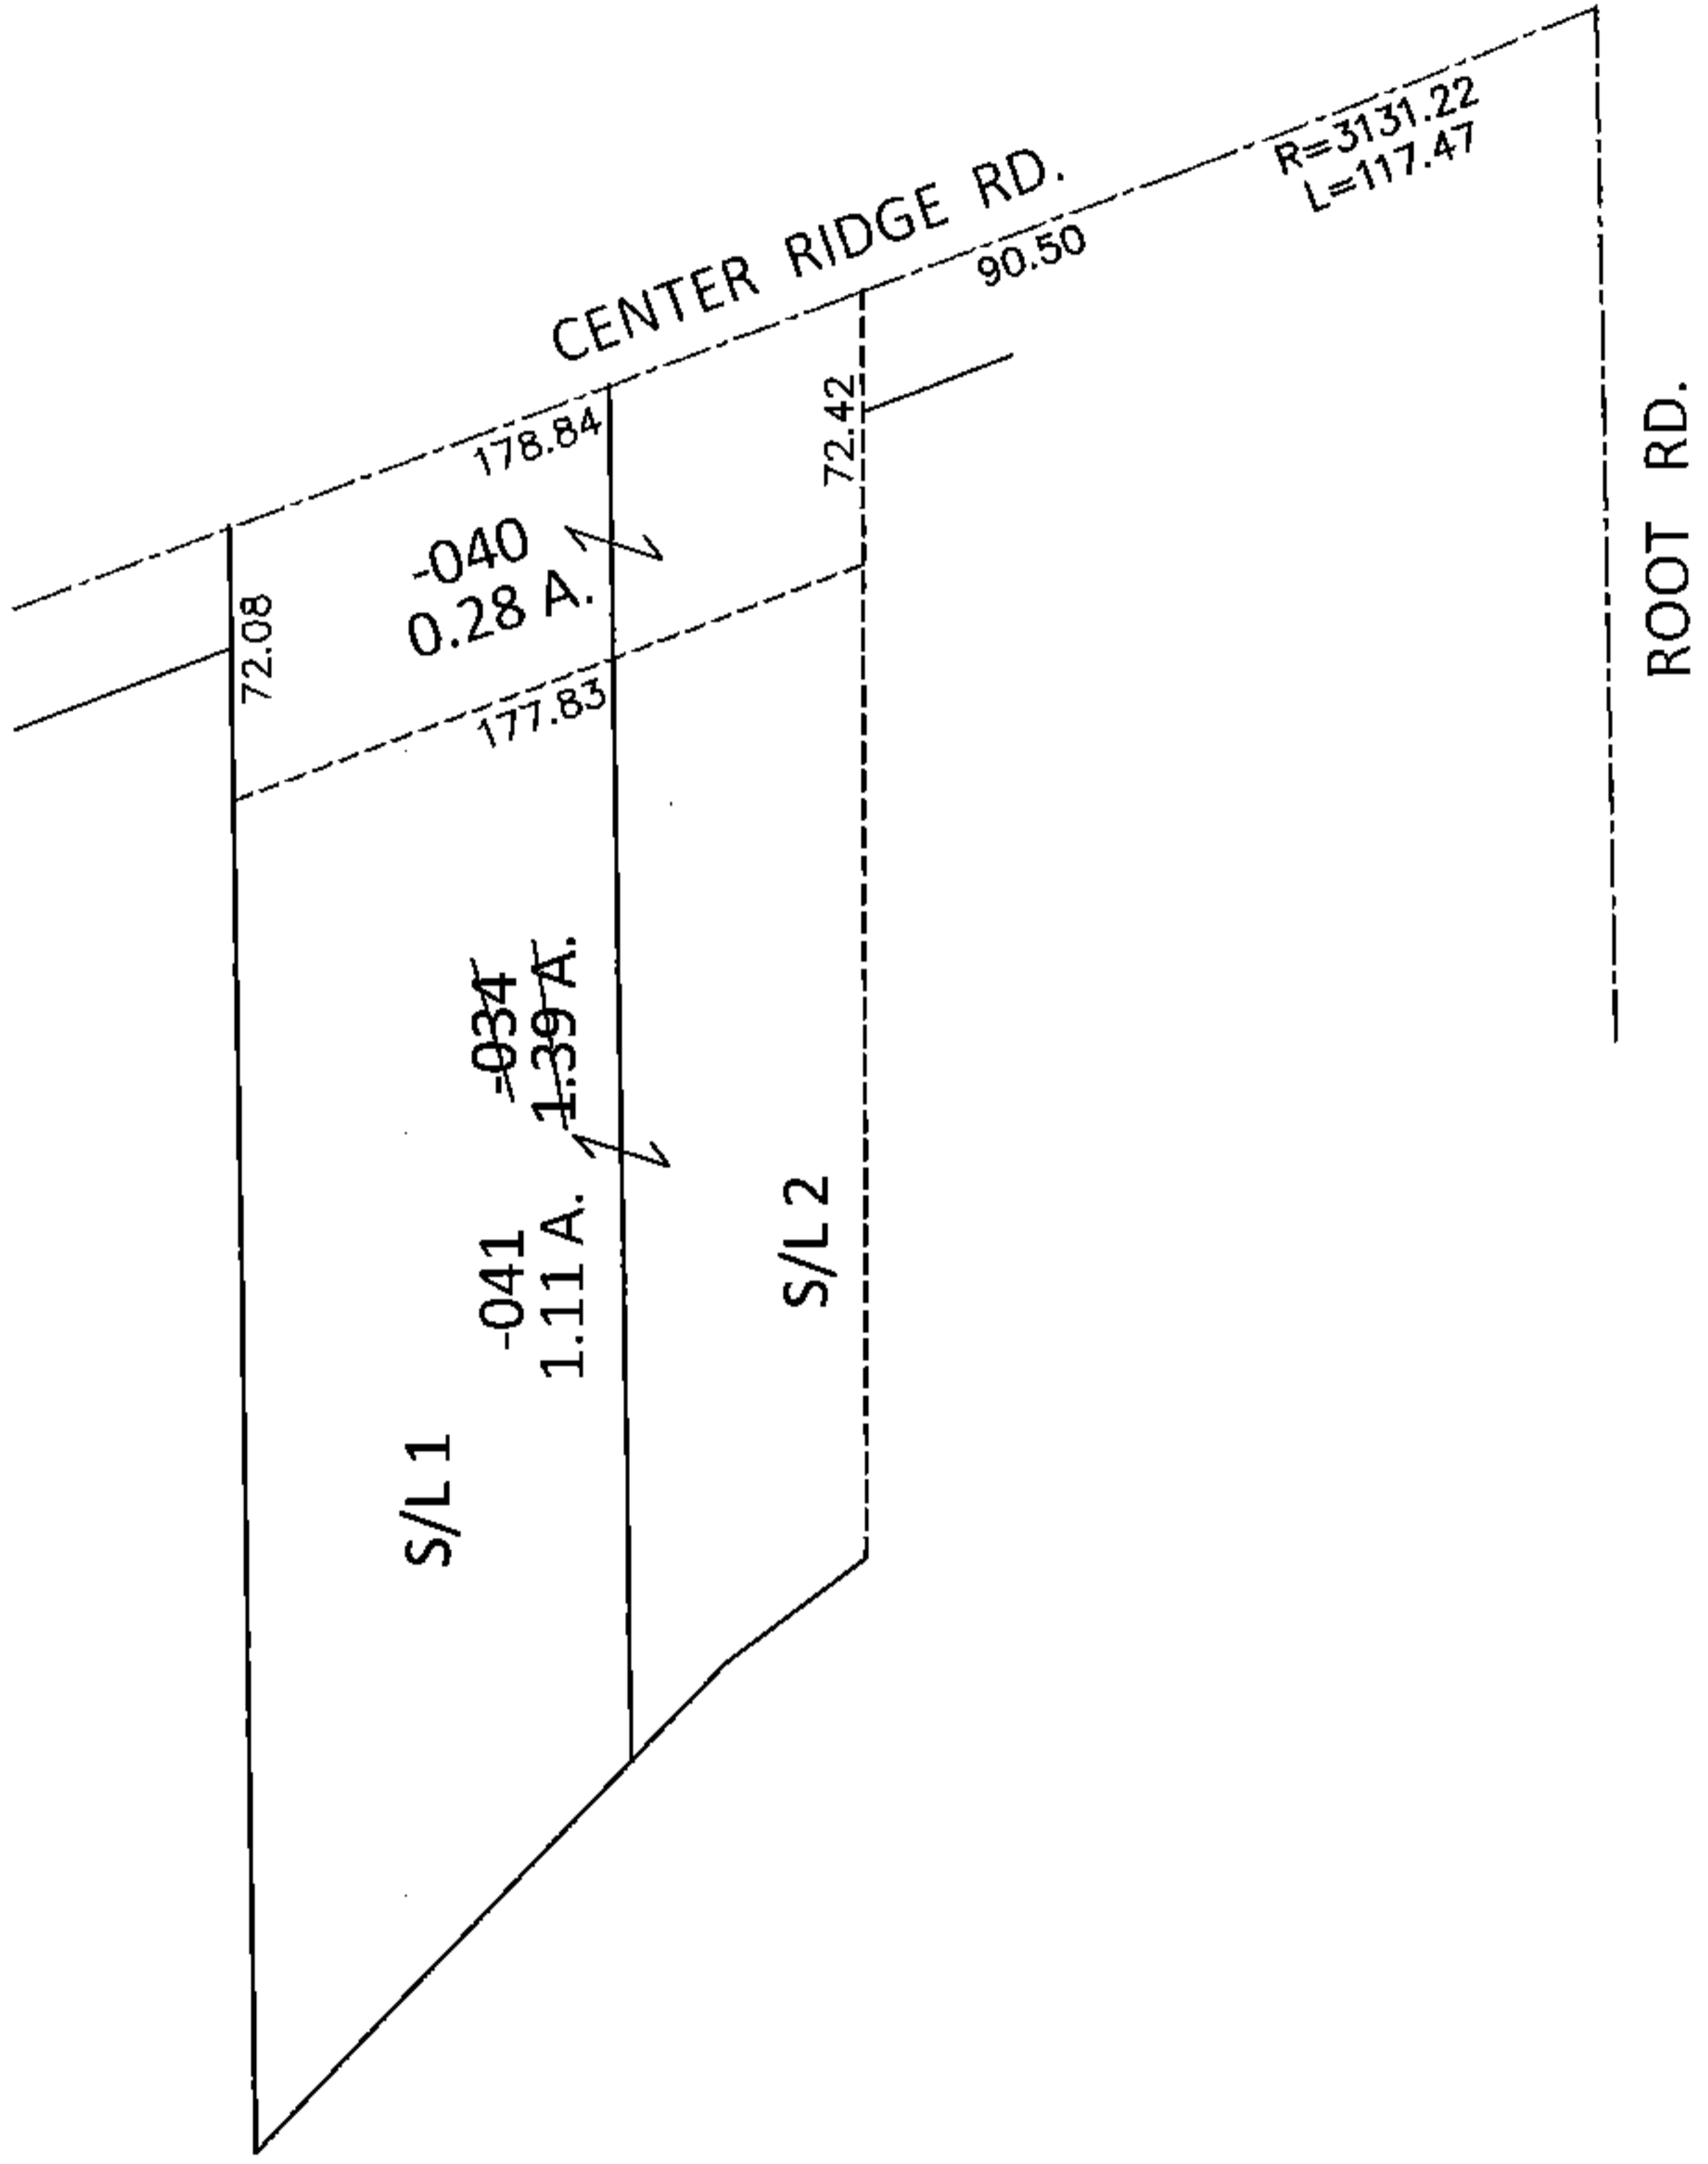 R=3131.22
L=117.47
CENTER RIDGE RD.
90.50
178.84
72.42
-040
0.28 A.
72.08
177.83
ROOT RD.
-034
1.39 A.
-041
1.11 A.
S/L 2
S/L 1